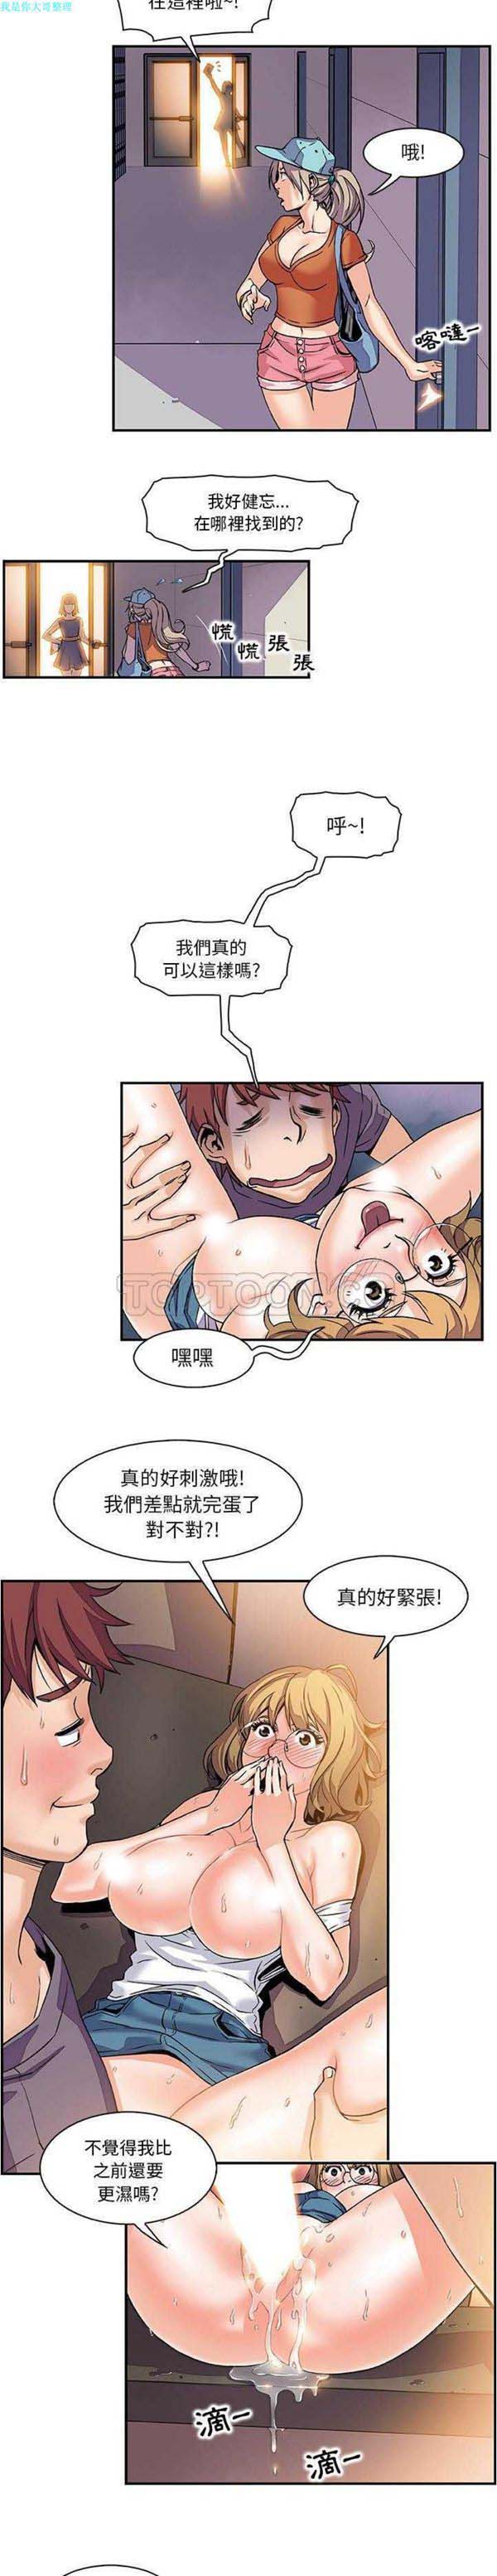 我是你大哥整理
在這裡啦~!
哦!
喀噠–
我好健忘...
在哪裡找到的?
慌
慌
張
張
呼~!
我們真的
可以這樣嗎?
TOPTOON.C
嘿嘿
真的好刺激哦!
我們差點就完蛋了
對不對?!
真的好緊張!
不覺得我比
之前還要
更濕嗎?
滴–
滴–